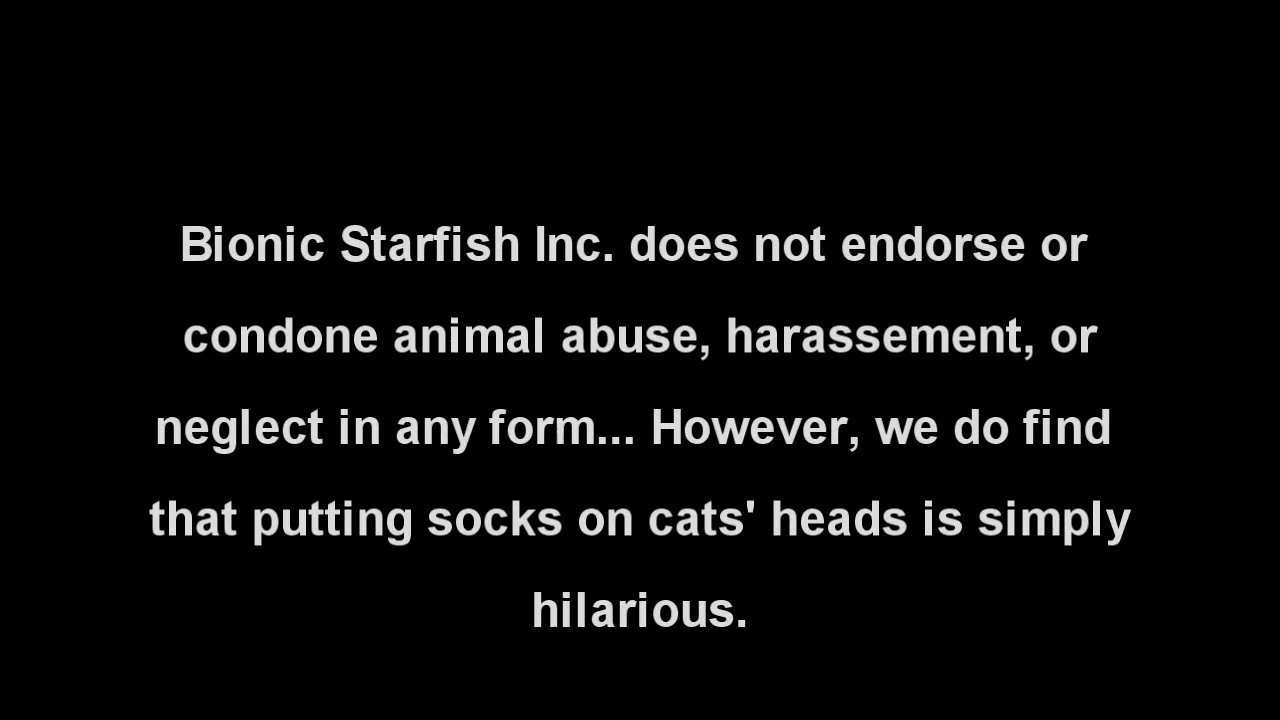 Bionic Starfish Inc. does not endorse or
condone animal abuse, harassement, or
neglect in any form... However, we do find
that putting socks on cats' heads is simply
hilarious.